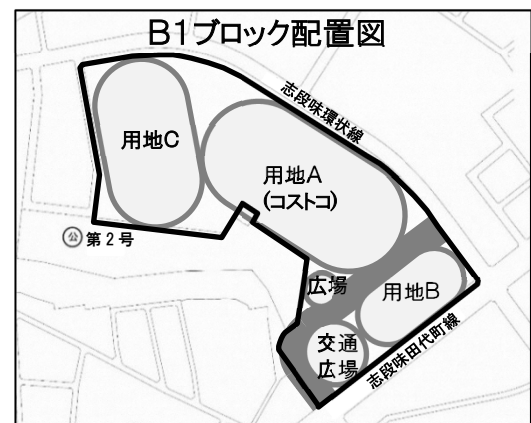 B1ブロック配置図
志段味環状線
用地C
用地A
(コストコ)
公 第2号
広場
用地B
交通
広場
志段味田代町線